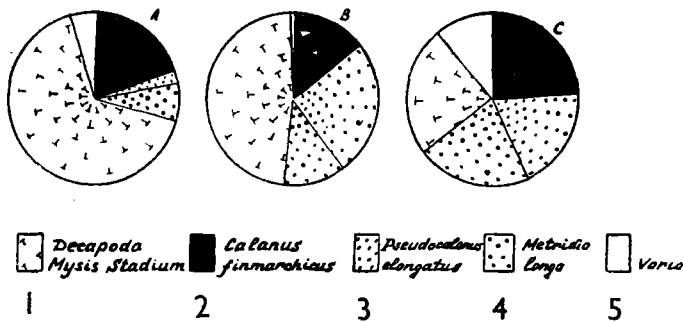 A
B
C
Decapoda
Mysis Stadium
Calanus
finmarchicus
Pseudocalanus
elongatus
Metridia
longa
Varia
1
2
3
4
5